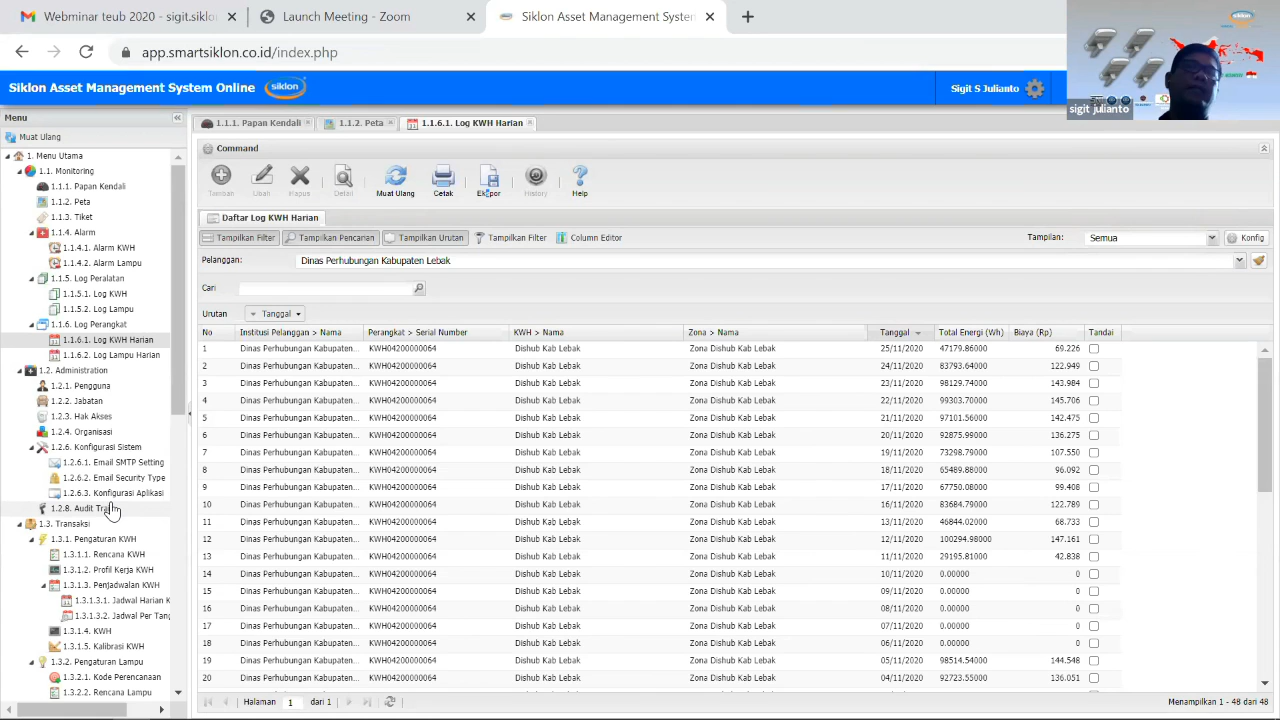 Webminar teub 2020 - sigit.siklon
Launch Meeting - Zoom
Siklon Asset Management System
app.smartsiklon.co.id/index.php
Siklon Asset Management System Online
siklon
Sigit S Julianto
sigit julianto
Menu
1.1.1. Papan Kendali
1.1.2. Peta
1.1.6.1. Log KWH Harian
Muat Ulang
Command
1. Menu Utama
1.1. Monitoring
1.1.1. Papan Kendali
1.1.2. Peta
1.1.3. Tiket
1.1.4. Alarm
1.1.4.1. Alarm KWH
1.1.4.2. Alarm Lampu
1.1.5. Log Peralatan
1.1.5.1. Log KWH
1.1.5.2. Log Lampu
1.1.6. Log Perangkat
1.1.6.1. Log KWH Harian
1.1.6.2. Log Lampu Harian
1.2. Administration
1.2.1. Pengguna
1.2.2. Jabatan
1.2.3. Hak Akses
1.2.4. Organisasi
1.2.6. Konfigurasi Sistem
1.2.6.1. Email SMTP Setting
1.2.6.2. Email Security Type
1.2.6.3. Konfigurasi Aplikasi
1.2.8. Audit
1.3. Transaksi
1.3.1. Pengaturan KWH
1.3.1.1. Rencana KWH
1.3.1.2. Profil Kerja KWH
1.3.1.3. Penjadwalan KWH
1.3.1.3.1. Jadwal Harian K
1.3.1.3.2. Jadwal Per Tang
1.3.1.4. KWH
1.3.1.5. Kalibrasi KWH
1.3.2. Pengaturan Lampu
1.3.2.1. Kode Perencanaan
1.3.2.2. Rencana Lampu
Tambah Ubah Hapus Detail Muat Ulang Cetak Ekspor History Help
Daftar Log KWH Harian
Tampilkan Filter Tampilkan Pencarian Tampilkan Urutan Tampilkan Filter Column Editor Tampilan: Semua Konfig
Pelanggan: Dinas Perhubungan Kabupaten Lebak
Cari
Urutan Tanggal
No Institusi Pelanggan > Nama Perangkat > Serial Number KWH > Nama Zona > Nama Tanggal Total Energi (Wh) Biaya (Rp) Tandai
1 Dinas Perhubungan Kabupaten... KWH04200000064 Dishub Kab Lebak Zona Dishub Kab Lebak 25/11/2020 47179.86000 69.226
2 Dinas Perhubungan Kabupaten... KWH04200000064 Dishub Kab Lebak Zona Dishub Kab Lebak 24/11/2020 83793.64000 122.949
3 Dinas Perhubungan Kabupaten... KWH04200000064 Dishub Kab Lebak Zona Dishub Kab Lebak 23/11/2020 98129.74000 143.984
4 Dinas Perhubungan Kabupaten... KWH04200000064 Dishub Kab Lebak Zona Dishub Kab Lebak 22/11/2020 99303.70000 145.706
5 Dinas Perhubungan Kabupaten... KWH04200000064 Dishub Kab Lebak Zona Dishub Kab Lebak 21/11/2020 97101.56000 142.475
6 Dinas Perhubungan Kabupaten... KWH04200000064 Dishub Kab Lebak Zona Dishub Kab Lebak 20/11/2020 92875.99000 136.275
7 Dinas Perhubungan Kabupaten... KWH04200000064 Dishub Kab Lebak Zona Dishub Kab Lebak 19/11/2020 73298.79000 107.550
8 Dinas Perhubungan Kabupaten... KWH04200000064 Dishub Kab Lebak Zona Dishub Kab Lebak 18/11/2020 65489.88000 96.092
9 Dinas Perhubungan Kabupaten... KWH04200000064 Dishub Kab Lebak Zona Dishub Kab Lebak 17/11/2020 67750.08000 99.408
10 Dinas Perhubungan Kabupaten... KWH04200000064 Dishub Kab Lebak Zona Dishub Kab Lebak 16/11/2020 83684.79000 122.789
11 Dinas Perhubungan Kabupaten... KWH04200000064 Dishub Kab Lebak Zona Dishub Kab Lebak 13/11/2020 46844.02000 68.733
12 Dinas Perhubungan Kabupaten... KWH04200000064 Dishub Kab Lebak Zona Dishub Kab Lebak 12/11/2020 100294.98000 147.161
13 Dinas Perhubungan Kabupaten... KWH04200000064 Dishub Kab Lebak Zona Dishub Kab Lebak 11/11/2020 29195.81000 42.838
14 Dinas Perhubungan Kabupaten... KWH04200000064 Dishub Kab Lebak Zona Dishub Kab Lebak 10/11/2020 0.00000 0
15 Dinas Perhubungan Kabupaten... KWH04200000064 Dishub Kab Lebak Zona Dishub Kab Lebak 09/11/2020 0.00000 0
16 Dinas Perhubungan Kabupaten... KWH04200000064 Dishub Kab Lebak Zona Dishub Kab Lebak 08/11/2020 0.00000 0
17 Dinas Perhubungan Kabupaten... KWH04200000064 Dishub Kab Lebak Zona Dishub Kab Lebak 07/11/2020 0.00000 0
18 Dinas Perhubungan Kabupaten... KWH04200000064 Dishub Kab Lebak Zona Dishub Kab Lebak 06/11/2020 0.00000 0
19 Dinas Perhubungan Kabupaten... KWH04200000064 Dishub Kab Lebak Zona Dishub Kab Lebak 05/11/2020 98514.54000 144.548
20 Dinas Perhubungan Kabupaten... KWH04200000064 Dishub Kab Lebak Zona Dishub Kab Lebak 04/11/2020 92723.55000 136.051
Halaman 1 dari 1
Menampilkan 1 - 48 dari 48